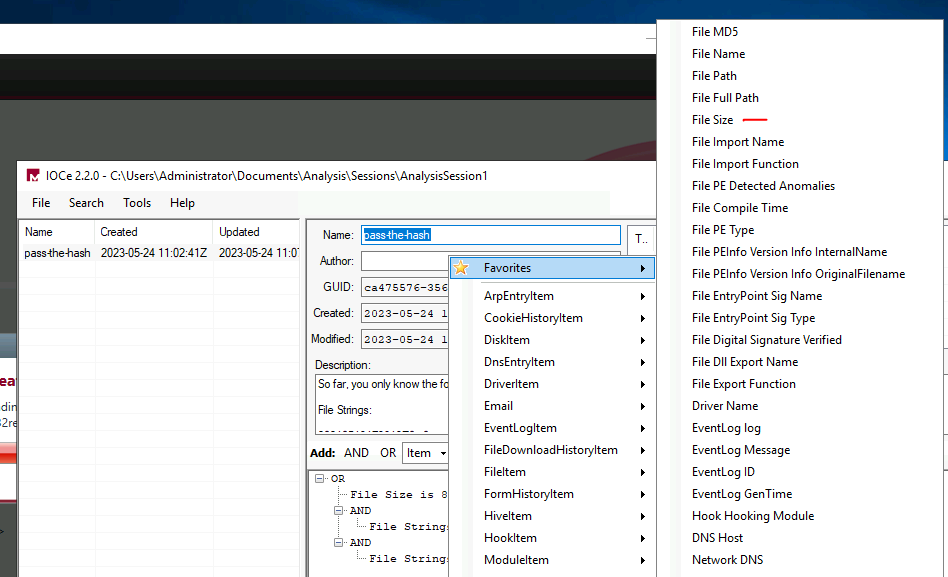 IOCe 2.2.0 - C:\Users\Administrator\Documents\Analysis\Sessions\AnalysisSession1
File Search Tools Help
Name Created Updated
pass-the-hash 2023-05-24 11:02:41Z 2023-05-24 11:07
Name: pass-the-hash T..
Author:
GUID: ca475576-356
Created: 2023-05-24 1
Modified: 2023-05-24 1
Description:
So far, you only know the fo
File Strings:
Add: AND OR Item
OR
File Size is 8
AND
File String
AND
File String
Favorites
ArpEntryItem
CookieHistoryItem
DiskItem
DnsEntryItem
DriverItem
Email
EventLogItem
FileDownloadHistoryItem
FileItem
FormHistoryItem
HiveItem
HookItem
ModuleItem
File MD5
File Name
File Path
File Full Path
File Size
File Import Name
File Import Function
File PE Detected Anomalies
File Compile Time
File PE Type
File PEInfo Version Info InternalName
File PEInfo Version Info OriginalFilename
File EntryPoint Sig Name
File EntryPoint Sig Type
File Digital Signature Verified
File Dll Export Name
File Export Function
Driver Name
EventLog log
EventLog Message
EventLog ID
EventLog GenTime
Hook Hooking Module
DNS Host
Network DNS